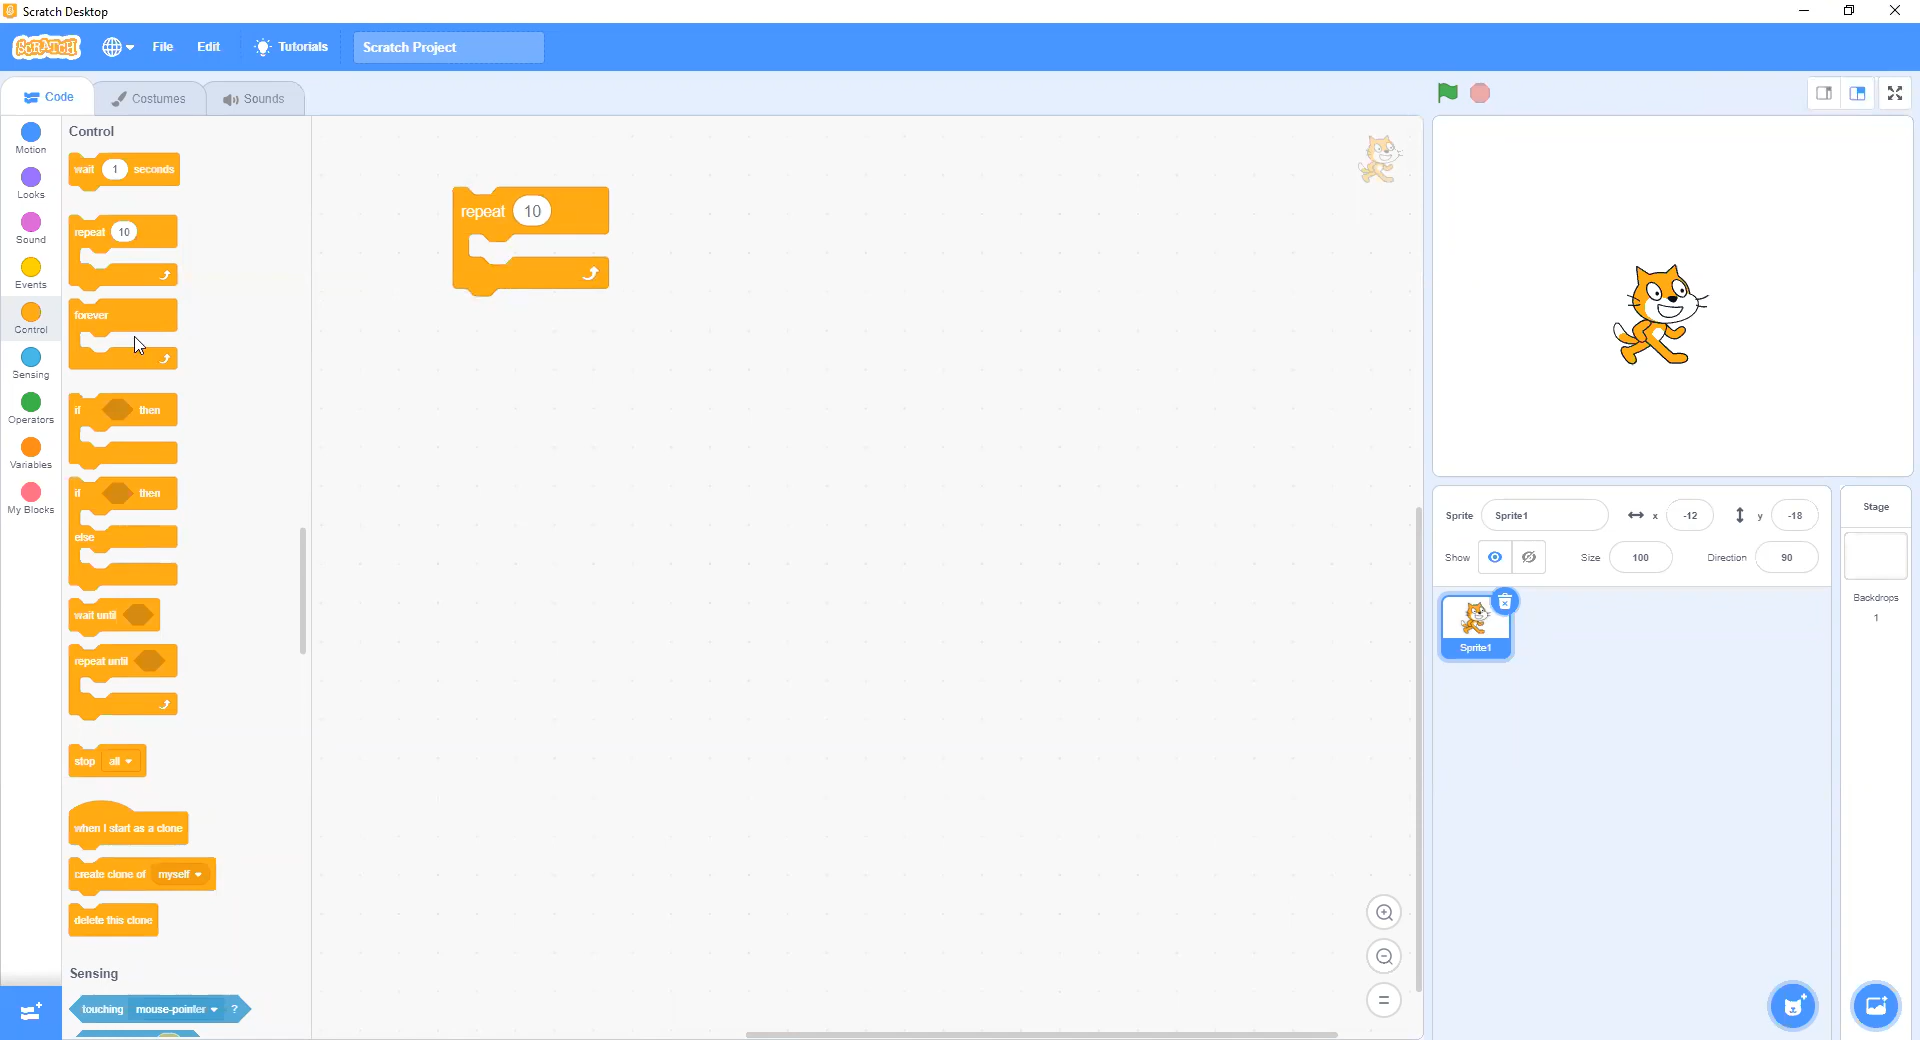 Scratch Desktop
SCRATCH
File
Edit
Tutorials
Scratch Project
Code
Costumes
Sounds
Motion
Looks
Sound
Events
Control
Sensing
Operators
Variables
My Blocks
Control
wait 1 seconds
repeat 10
forever
if then
if then
else
wait until
repeat until
stop all
when I start as a clone
create clone of myself
delete this clone
Sensing
touching mouse-pointer ?
repeat 10
Sprite Sprite1 x -12 y -18
Show Size 100 Direction 90
Sprite1
Stage
Backdrops
1